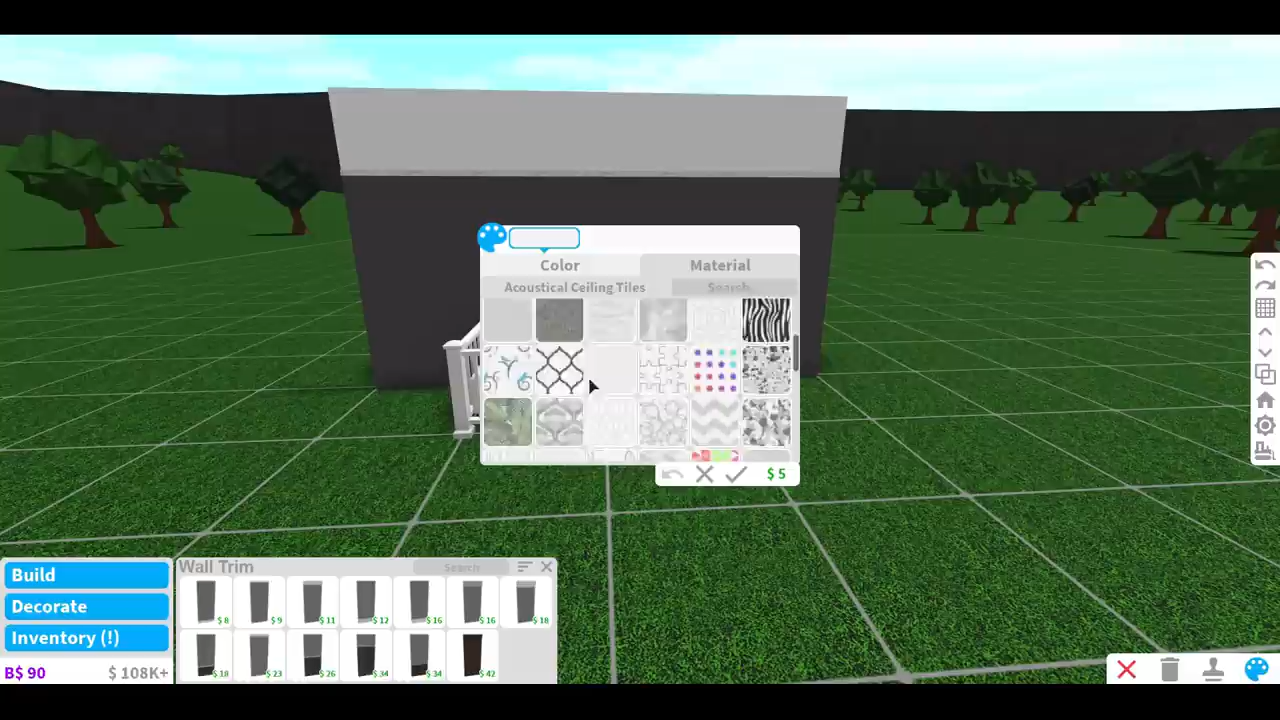 Color
Material
Acoustical Ceiling Tiles
Search
$ 5
Build
Decorate
Inventory (!)
B$ 90
$ 108K+
Wall Trim
Search
$ 8
$ 9
$ 11
$ 12
$ 16
$ 16
$ 18
$ 18
$ 23
$ 26
$ 34
$ 34
$ 42